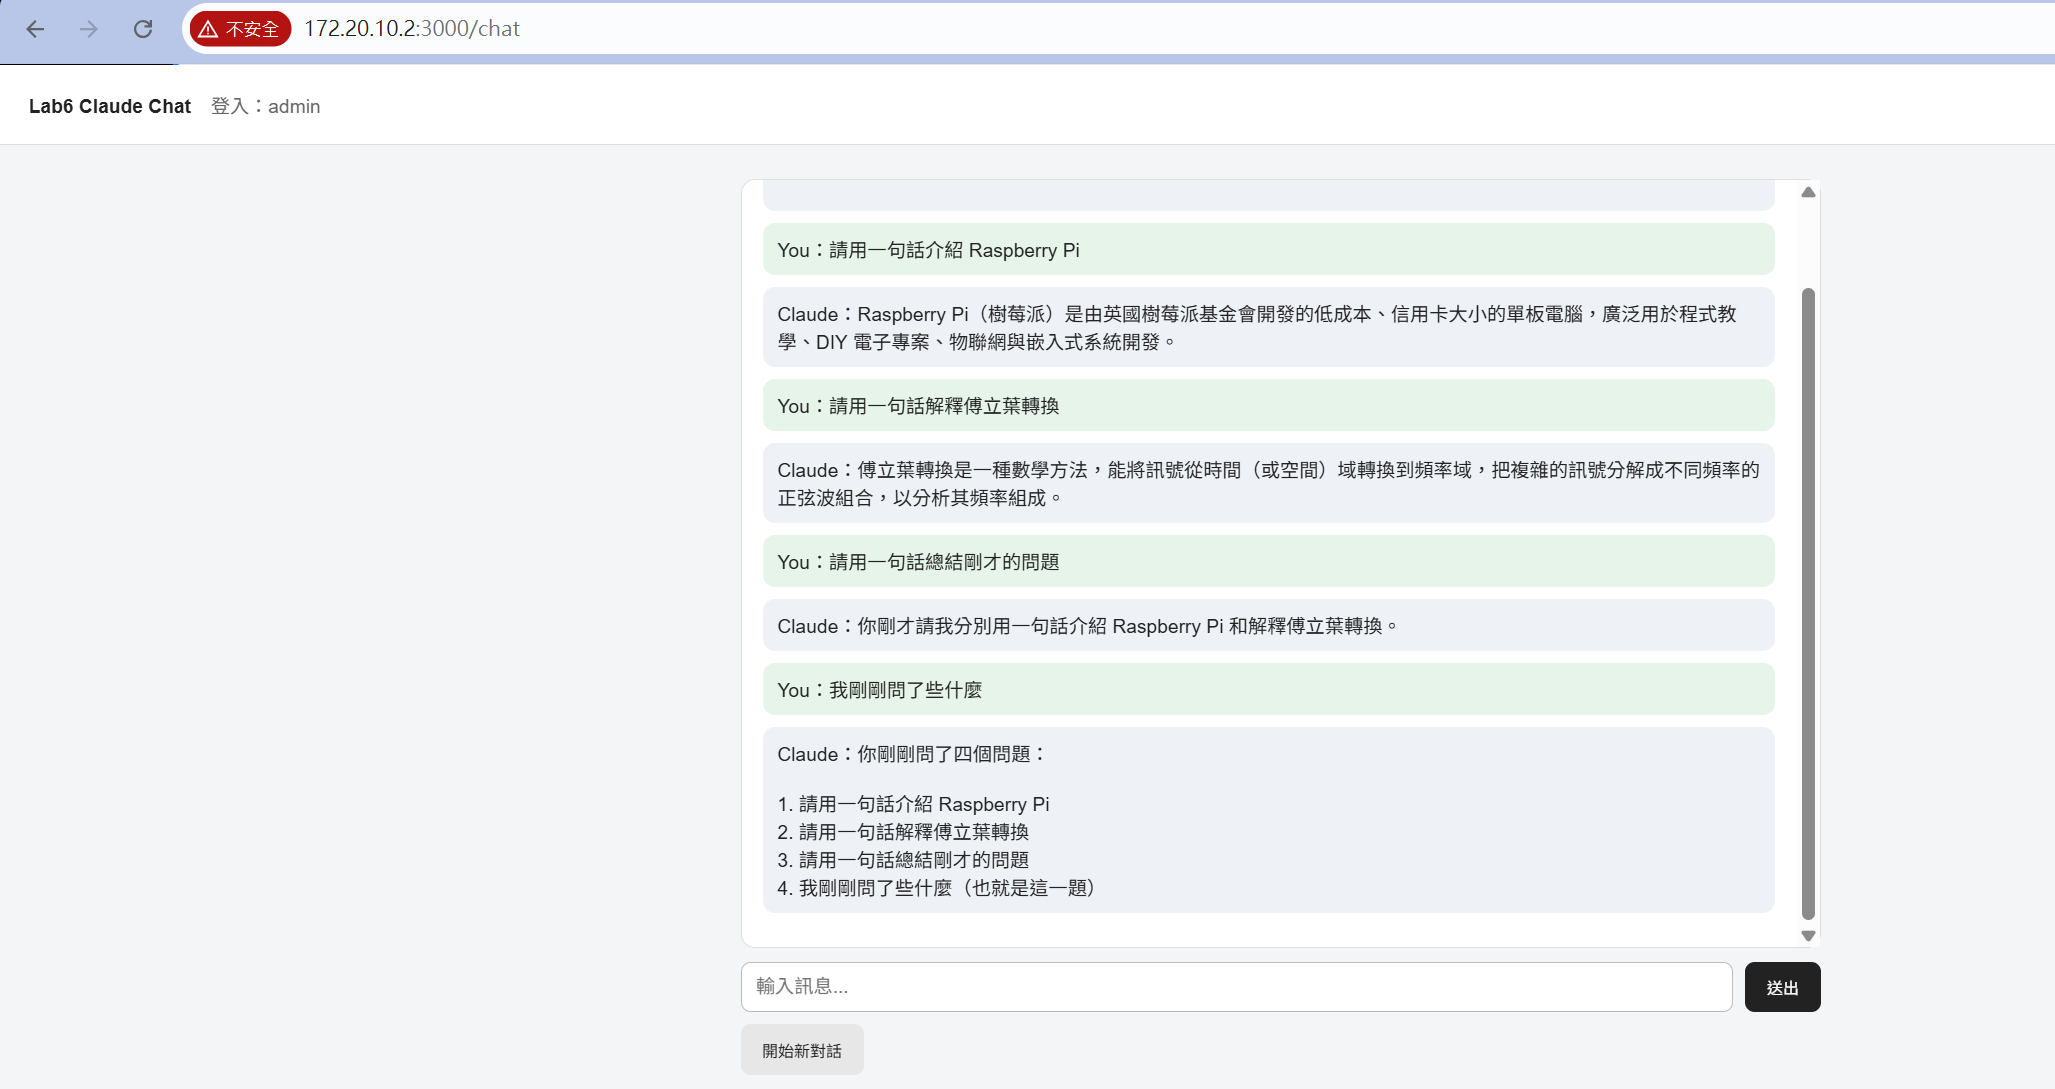 不安全 172.20.10.2:3000/chat
Lab6 Claude Chat 登入：admin
You：請用一句話介紹 Raspberry Pi
Claude：Raspberry Pi（樹莓派）是由英國樹莓派基金會開發的低成本、信用卡大小的單板電腦，廣泛用於程式教
學、DIY 電子專案、物聯網與嵌入式系統開發。
You：請用一句話解釋傅立葉轉換
Claude：傅立葉轉換是一種數學方法，能將訊號從時間（或空間）域轉換到頻率域，把複雜的訊號分解成不同頻率的
正弦波組合，以分析其頻率組成。
You：請用一句話總結剛才的問題
Claude：你剛才請我分別用一句話介紹 Raspberry Pi 和解釋傅立葉轉換。
You：我剛剛問了些什麼
Claude：你剛剛問了四個問題：
1. 請用一句話介紹 Raspberry Pi
2. 請用一句話解釋傅立葉轉換
3. 請用一句話總結剛才的問題
4. 我剛剛問了些什麼（也就是這一題）
輸入訊息...
送出
開始新對話